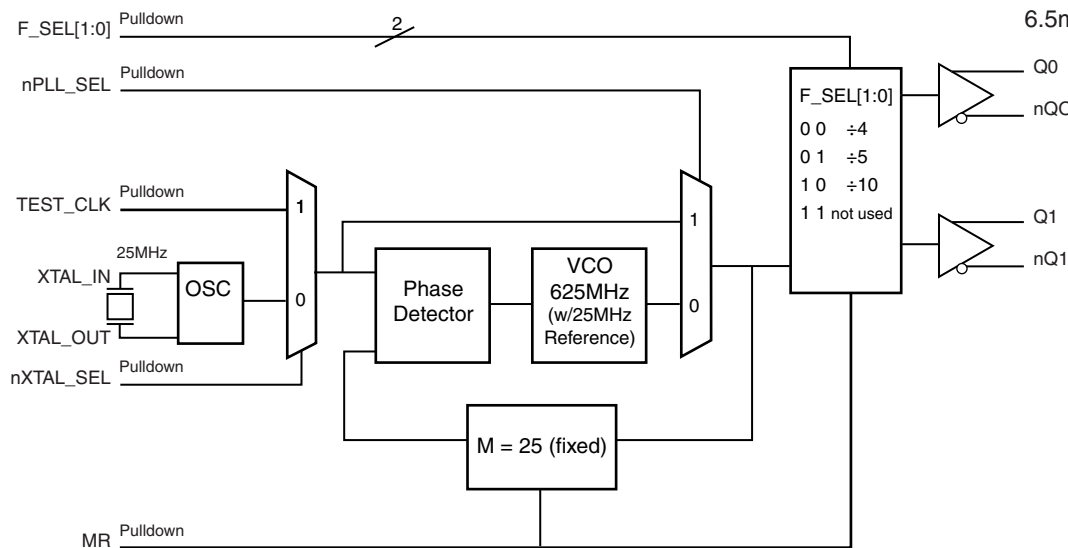 F_SEL[1:0] Pulldown
2
6.5m
nPLL_SEL Pulldown
Q0
nQ0
F_SEL[1:0]
0 0 ÷4
0 1 ÷5
1 0 ÷10
1 1 not used
TEST_CLK Pulldown
1
0
25MHz
XTAL_IN
OSC
XTAL_OUT
nXTAL_SEL Pulldown
Phase
Detector
VCO
625MHz
(w/25MHz
Reference)
1
0
Q1
nQ1
M = 25 (fixed)
MR Pulldown